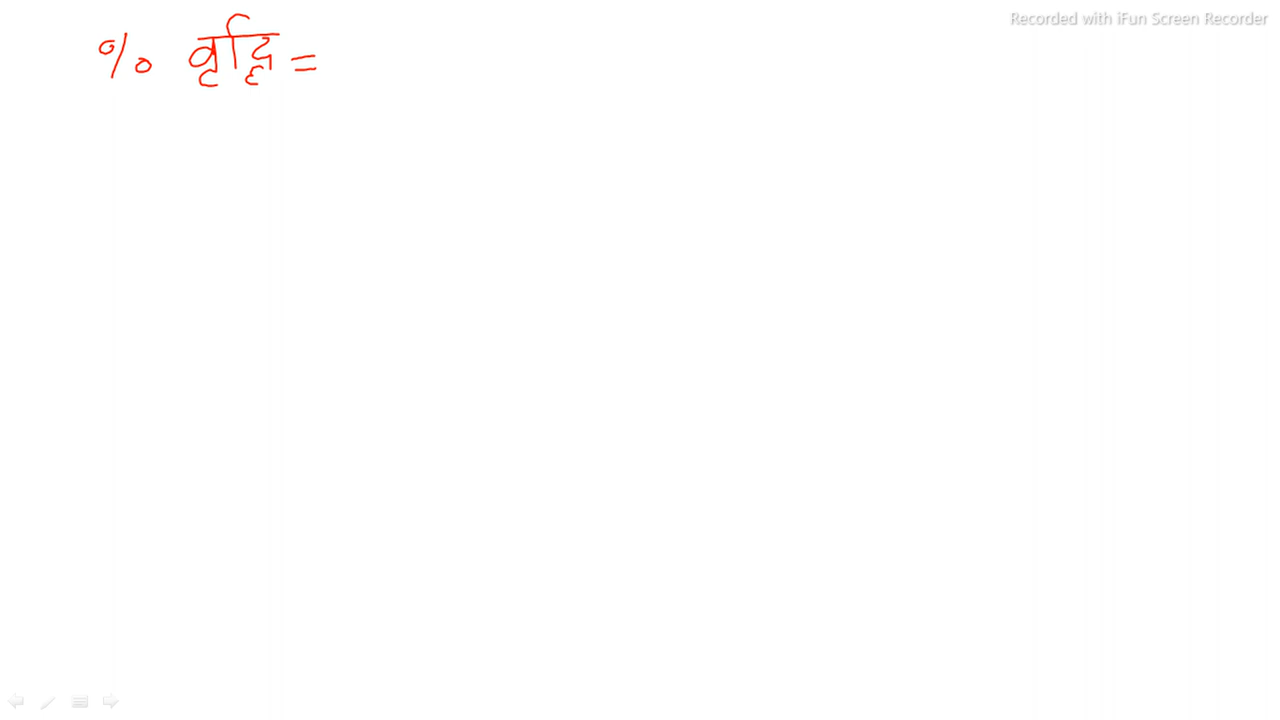 Recorded with iFun Screen Recorder
% वृद्धि =